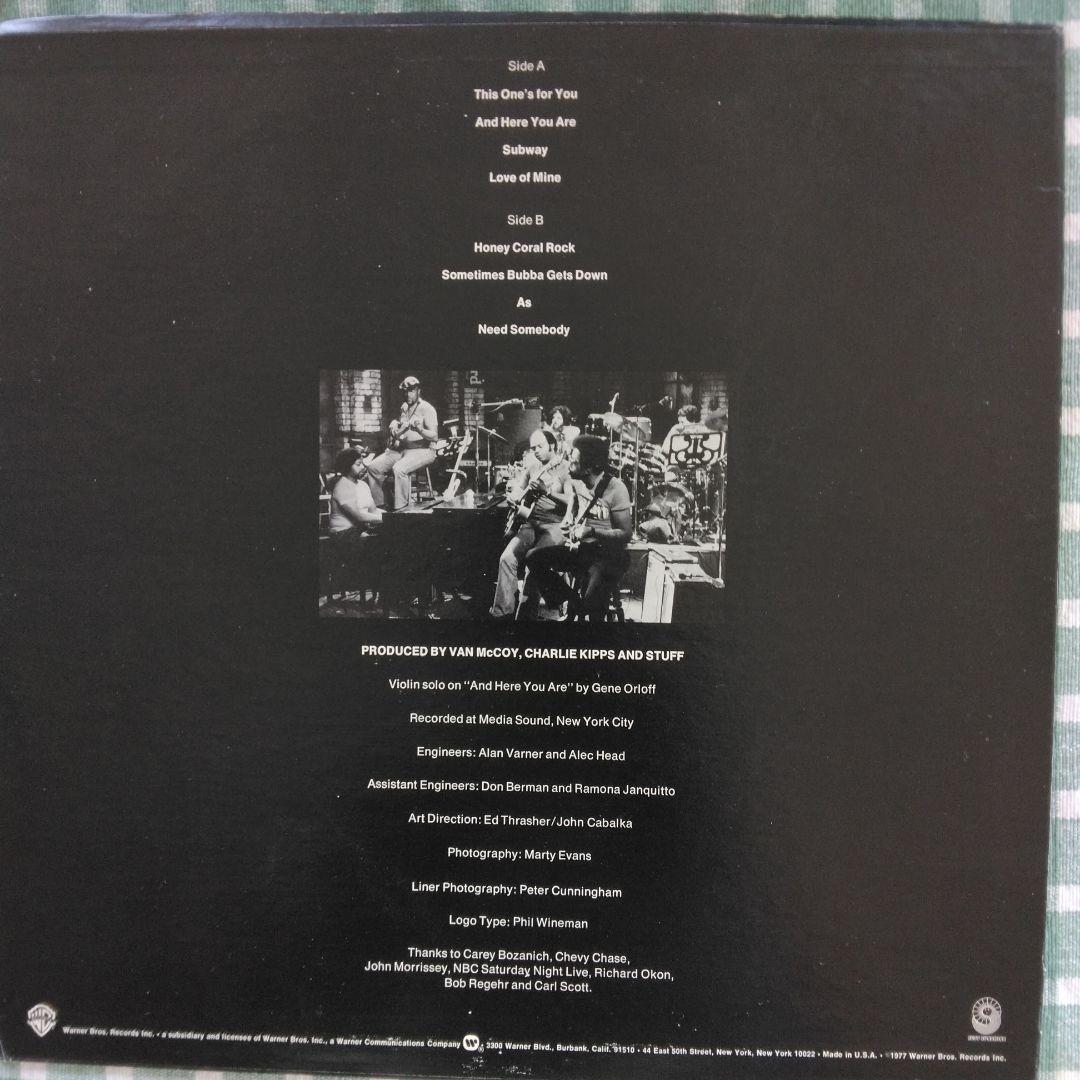 Side A
This One's for You
And Here You Are
Subway
Love of Mine
Side B
Honey Coral Rock
Sometimes Bubba Gets Down
As
Need Somebody
PRODUCED BY VAN McCOY, CHARLIE KIPPS AND STUFF
Violin solo on "And Here You Are" by Gene Orloff
Recorded at Media Sound, New York City
Engineers: Alan Varner and Alec Head
Assistant Engineers: Don Berman and Ramona Janquitto
Art Direction: Ed Thrasher/John Cabalka
Photography: Marty Evans
Liner Photography: Peter Cunningham
Logo Type: Phil Wineman
Thanks to Carey Bozanich, Chevy Chase,
John Morrissey, NBC Saturday Night Live, Richard Okon,
Bob Regehr and Carl Scott.
Warner Bros. Records Inc. • a subsidiary and licensee of Warner Bros. Inc., a Warner Communications Company 3300 Warner Blvd., Burbank, Calif. 91510 • 44 East 50th Street, New York, New York 10022 • Made in U.S.A. • ©1977 Warner Bros. Records Inc.